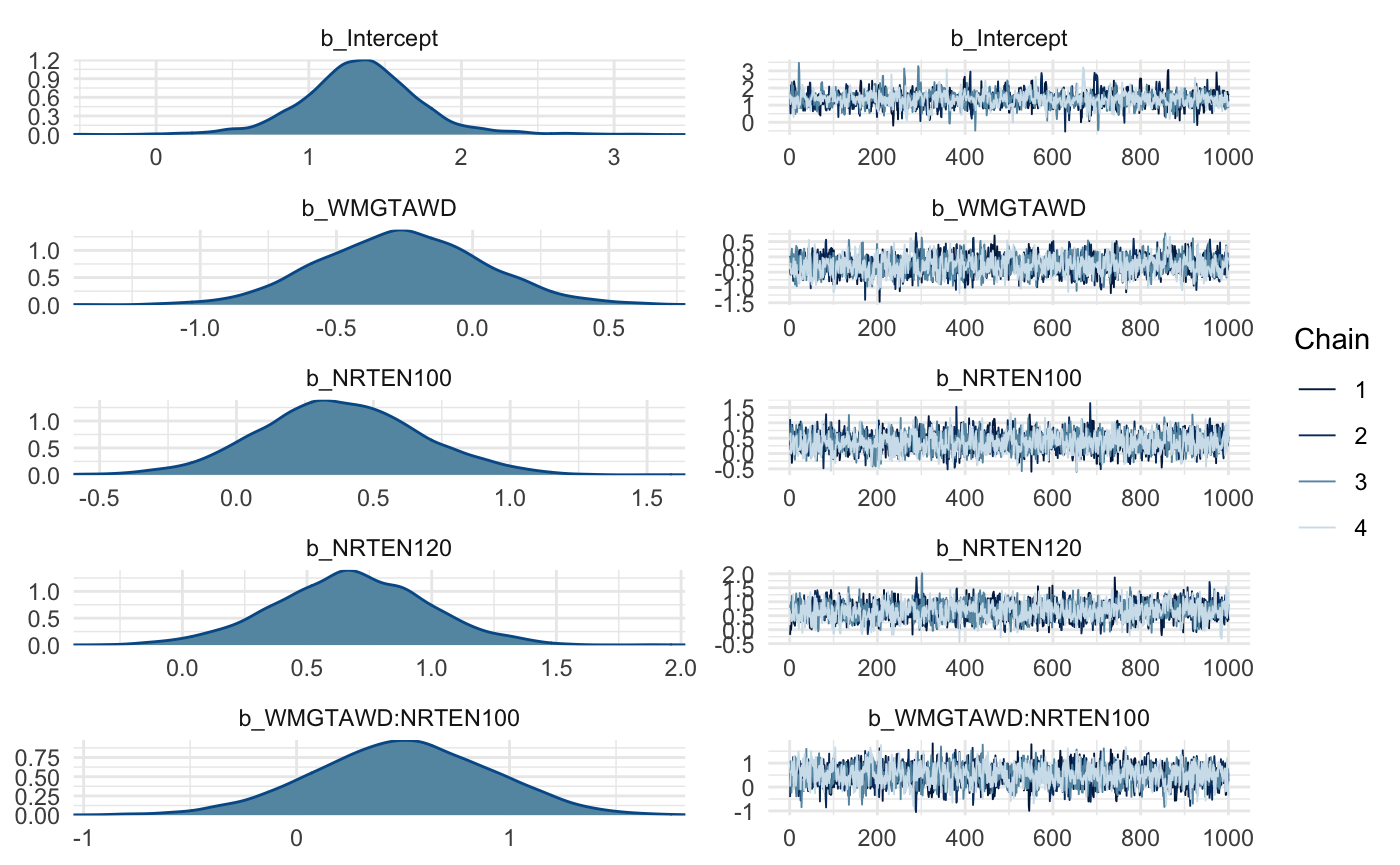 b_Intercept
1.2
0.9
0.6
0.3
0.0
0 1 2 3
b_Intercept
3
2
1
0
0 200 400 600 800 1000
b_WMGTAWD
1.0
0.5
0.0
-1.0 -0.5 0.0 0.5
b_WMGTAWD
0.5
0.0
-0.5
-1.0
-1.5
0 200 400 600 800 1000
b_NRTEN100
1.0
0.5
0.0
-0.5 0.0 0.5 1.0 1.5
b_NRTEN100
1.5
1.0
0.5
0.0
-0.5
0 200 400 600 800 1000
b_NRTEN120
1.0
0.5
0.0
0.0 0.5 1.0 1.5 2.0
b_NRTEN120
2.0
1.5
1.0
0.5
0.0
-0.5
0 200 400 600 800 1000
b_WMGTAWD:NRTEN100
0.75
0.50
0.25
0.00
-1 0 1
b_WMGTAWD:NRTEN100
1
0
-1
0 200 400 600 800 1000
Chain
1
2
3
4